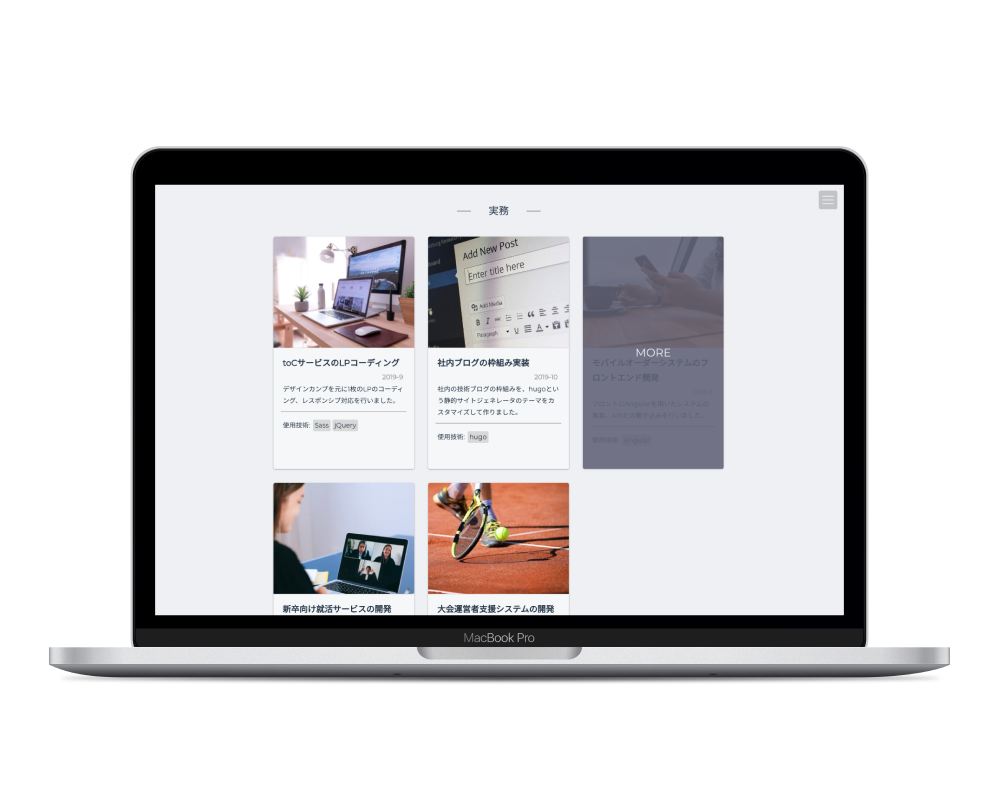 実務
Add New Post
Enter title here
Add Media
Paragraph
toCサービスのLPコーディング
2019-9
デザインカンプを元に1枚のLPのコーディ
ング、レスポンシブ対応を行いました。
使用技術: Sass jQuery
社内ブログの枠組み実装
2019-10
社内の技術ブログの枠組みを、hugoとい
う静的サイトジェネレータのテーマをカ
スタマイズして作りました。
使用技術: hugo
MORE
モバイルオーダーシステムのフ
ロントエンド開発
新卒向け就活サービスの開発
大会運営者支援システムの開発
MacBook Pro